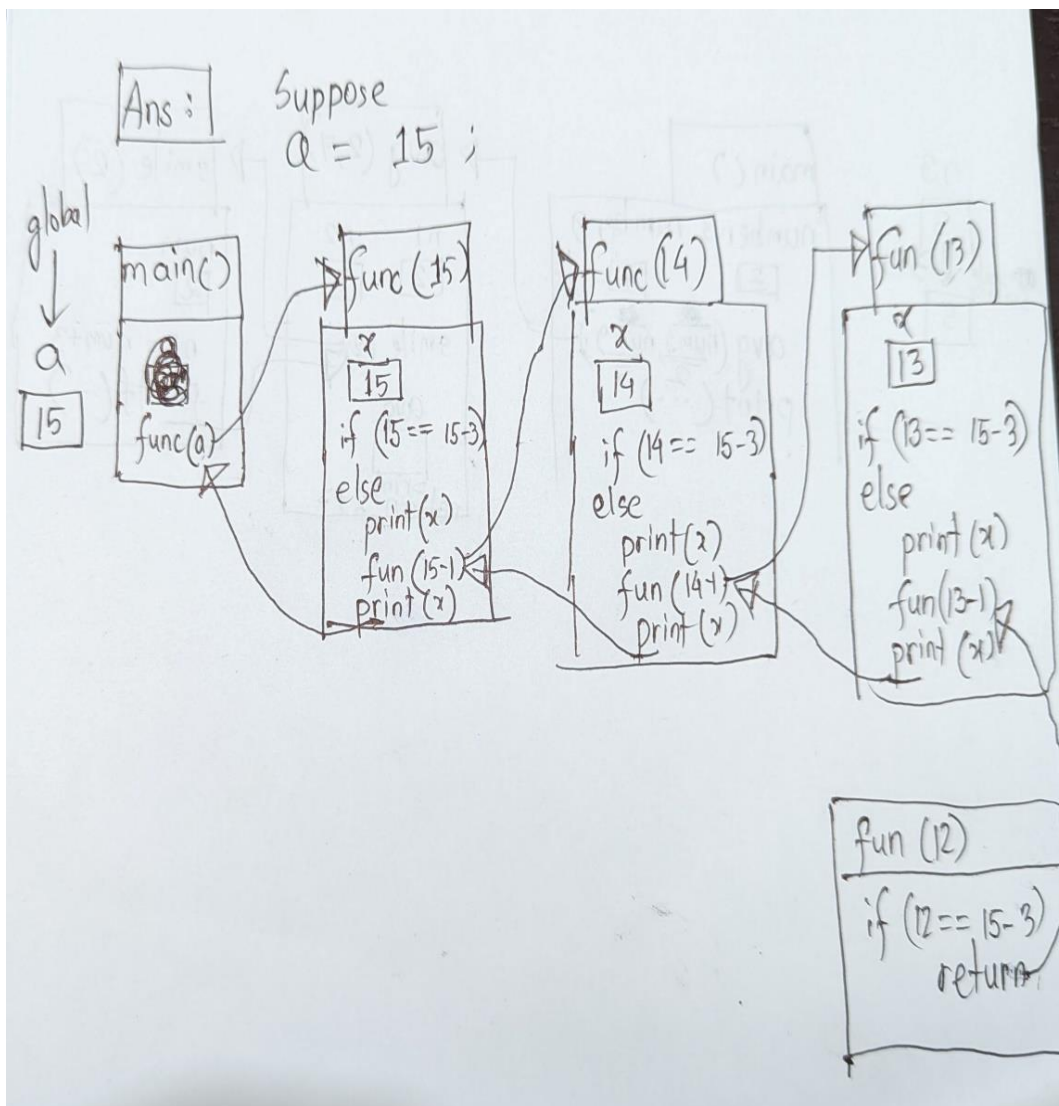 Ans:
Suppose
a = 15 ;
global
a
15
main()
func(a)
func(15)
x
15
if (15== 15-3)
else
print(x)
fun(15-1)
print(x)
func(14)
x
14
if (14== 15-3)
else
print(x)
fun(14-1)
print(x)
fun(13)
x
13
if (13== 15-3)
else
print(x)
fun(13-1)
print(x)
fun(12)
if (12== 15-3)
return